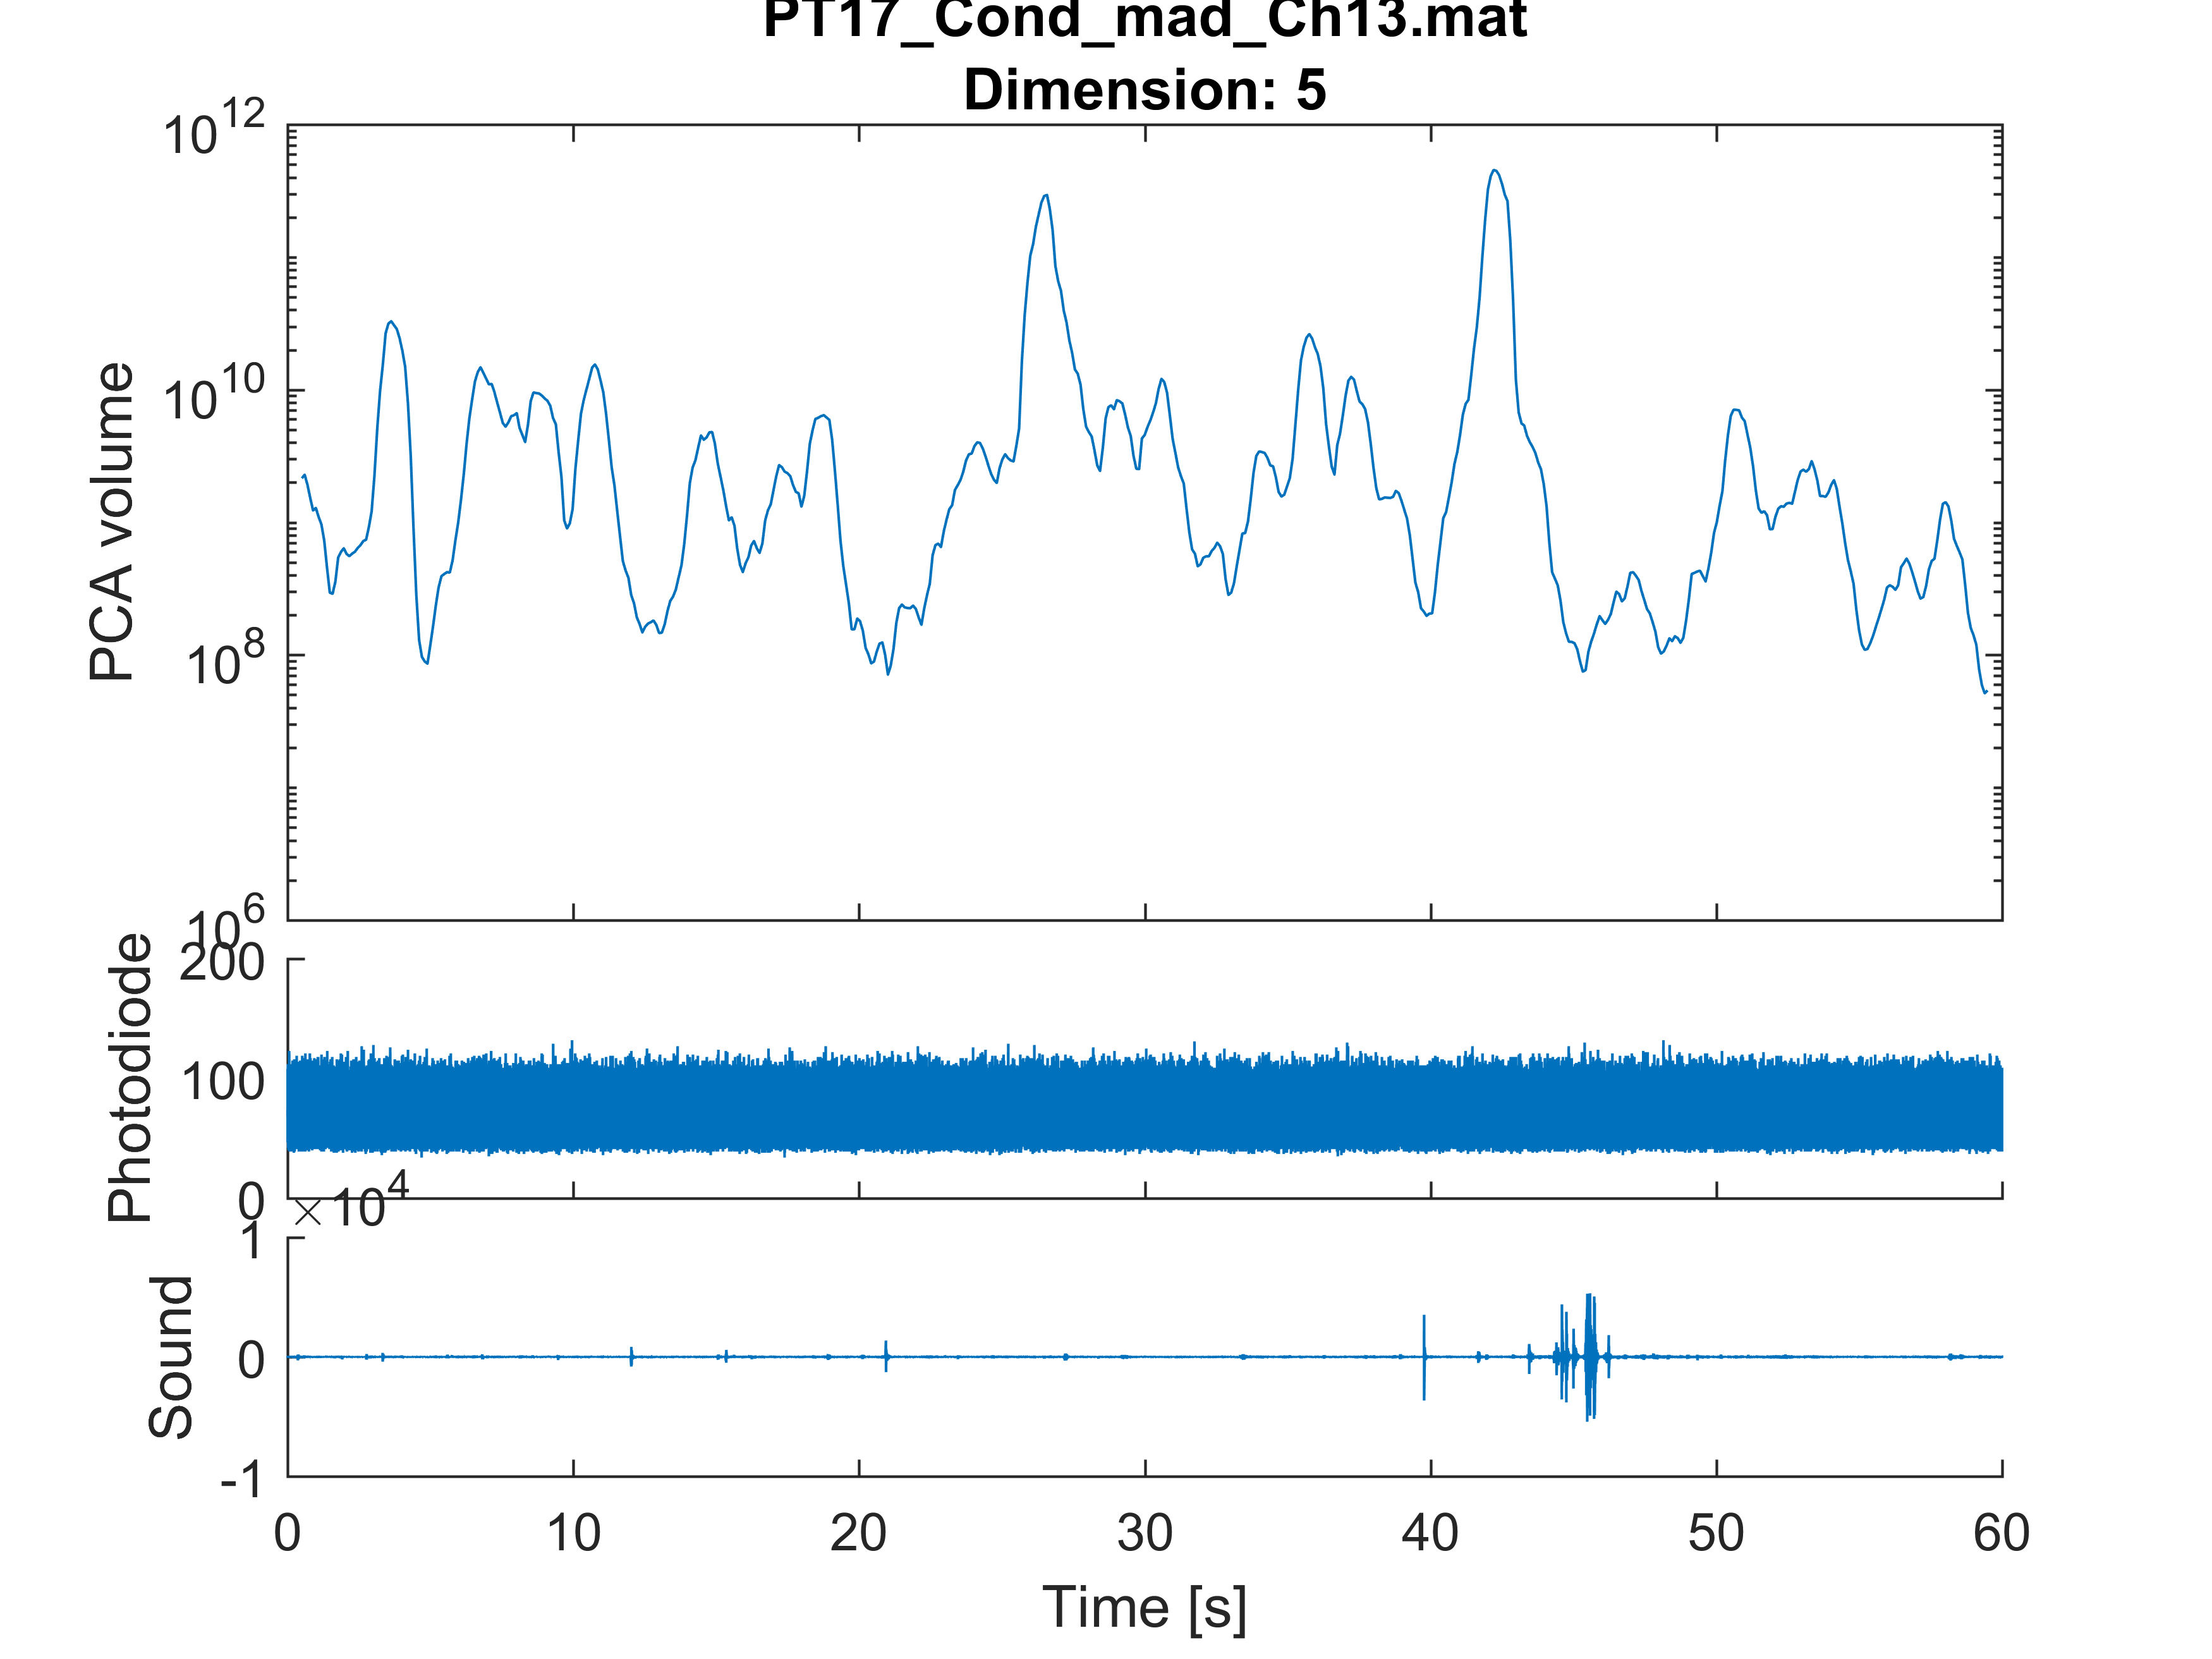 PT17_Cond_mad_Ch13.mat
Dimension: 5
10^12
10^10
10^8
10^6
PCA volume
200
100
0
Photodiode
×10^4
1
0
-1
Sound
0 10 20 30 40 50 60
Time [s]